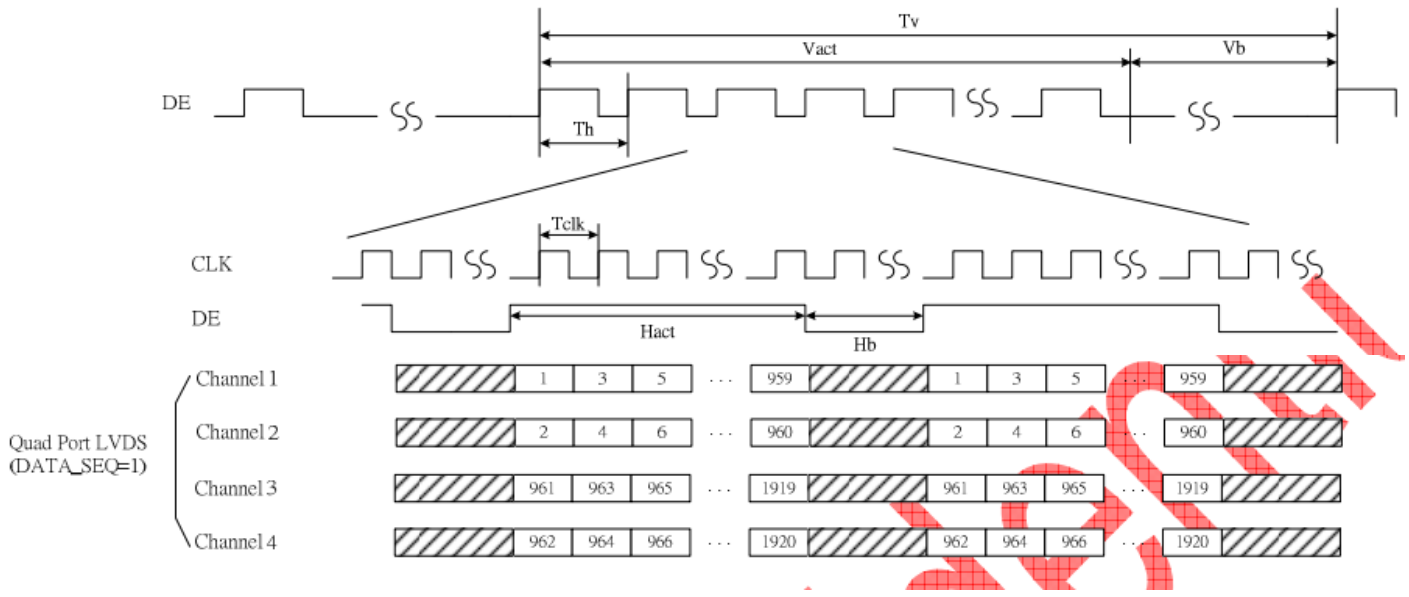 Tv
Vact Vb
DE
Th
Tclk
CLK
DE
Hact
Hb
Quad Port LVDS
(DATA_SEQ=1)
Channel 1 1 3 5 ... 959 1 3 5 ... 959
Channel 2 2 4 6 ... 960 2 4 6 ... 960
Channel 3 961 963 965 ... 1919 961 963 965 ... 1919
Channel 4 962 964 966 ... 1920 962 964 966 ... 1920